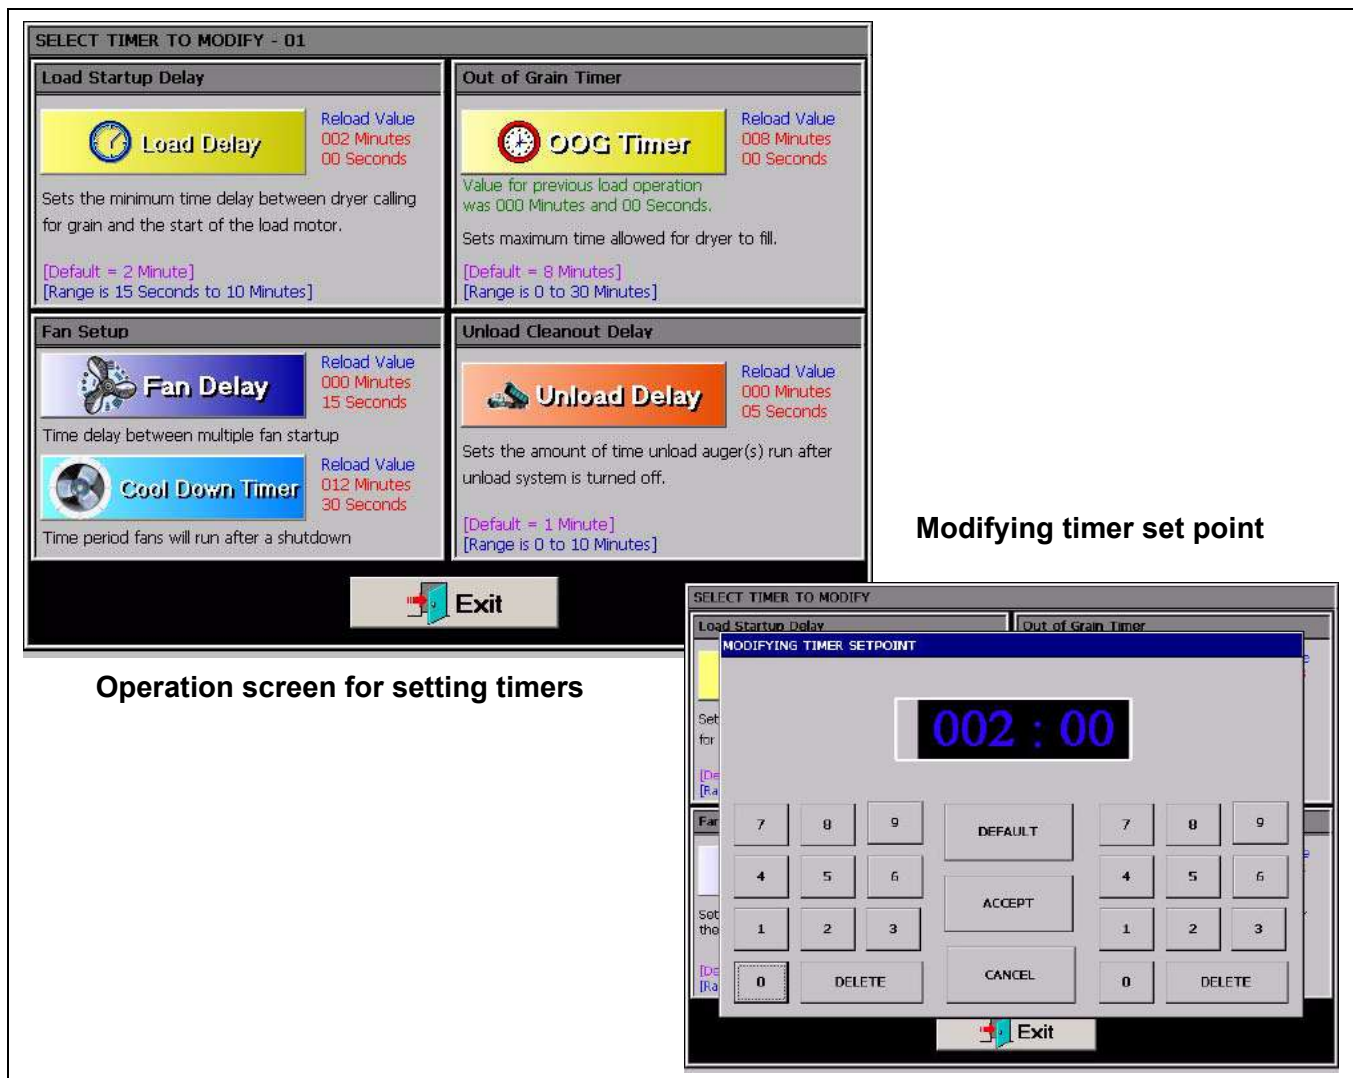 SELECT TIMER TO MODIFY - 01
Load Startup Delay
Load Delay
Reload Value
002 Minutes
00 Seconds
Sets the minimum time delay between dryer calling
for grain and the start of the load motor.
[Default = 2 Minute]
[Range is 15 Seconds to 10 Minutes]
Out of Grain Timer
OOG Timer
Reload Value
008 Minutes
00 Seconds
Value for previous load operation
was 000 Minutes and 00 Seconds.
Sets maximum time allowed for dryer to fill.
[Default = 8 Minutes]
[Range is 0 to 30 Minutes]
Fan Setup
Fan Delay
Reload Value
000 Minutes
15 Seconds
Time delay between multiple fan startup
Cool Down Timer
Reload Value
012 Minutes
30 Seconds
Time period fans will run after a shutdown
Unload Cleanout Delay
Unload Delay
Reload Value
000 Minutes
05 Seconds
Sets the amount of time unload auger(s) run after
unload system is turned off.
[Default = 1 Minute]
[Range is 0 to 10 Minutes]
Exit
Operation screen for setting timers
Modifying timer set point
SELECT TIMER TO MODIFY
Load Startup Delay
Out of Grain Timer
MODIFYING TIMER SETPOINT
Set
for
[De
[Ra
002 : 00
Far
7 8 9 DEFAULT 7 8 9
4 5 6 ACCEPT 4 5 6
Set
the
1 2 3 1 2 3
[De
[Ra
0 DELETE CANCEL 0 DELETE
Exit